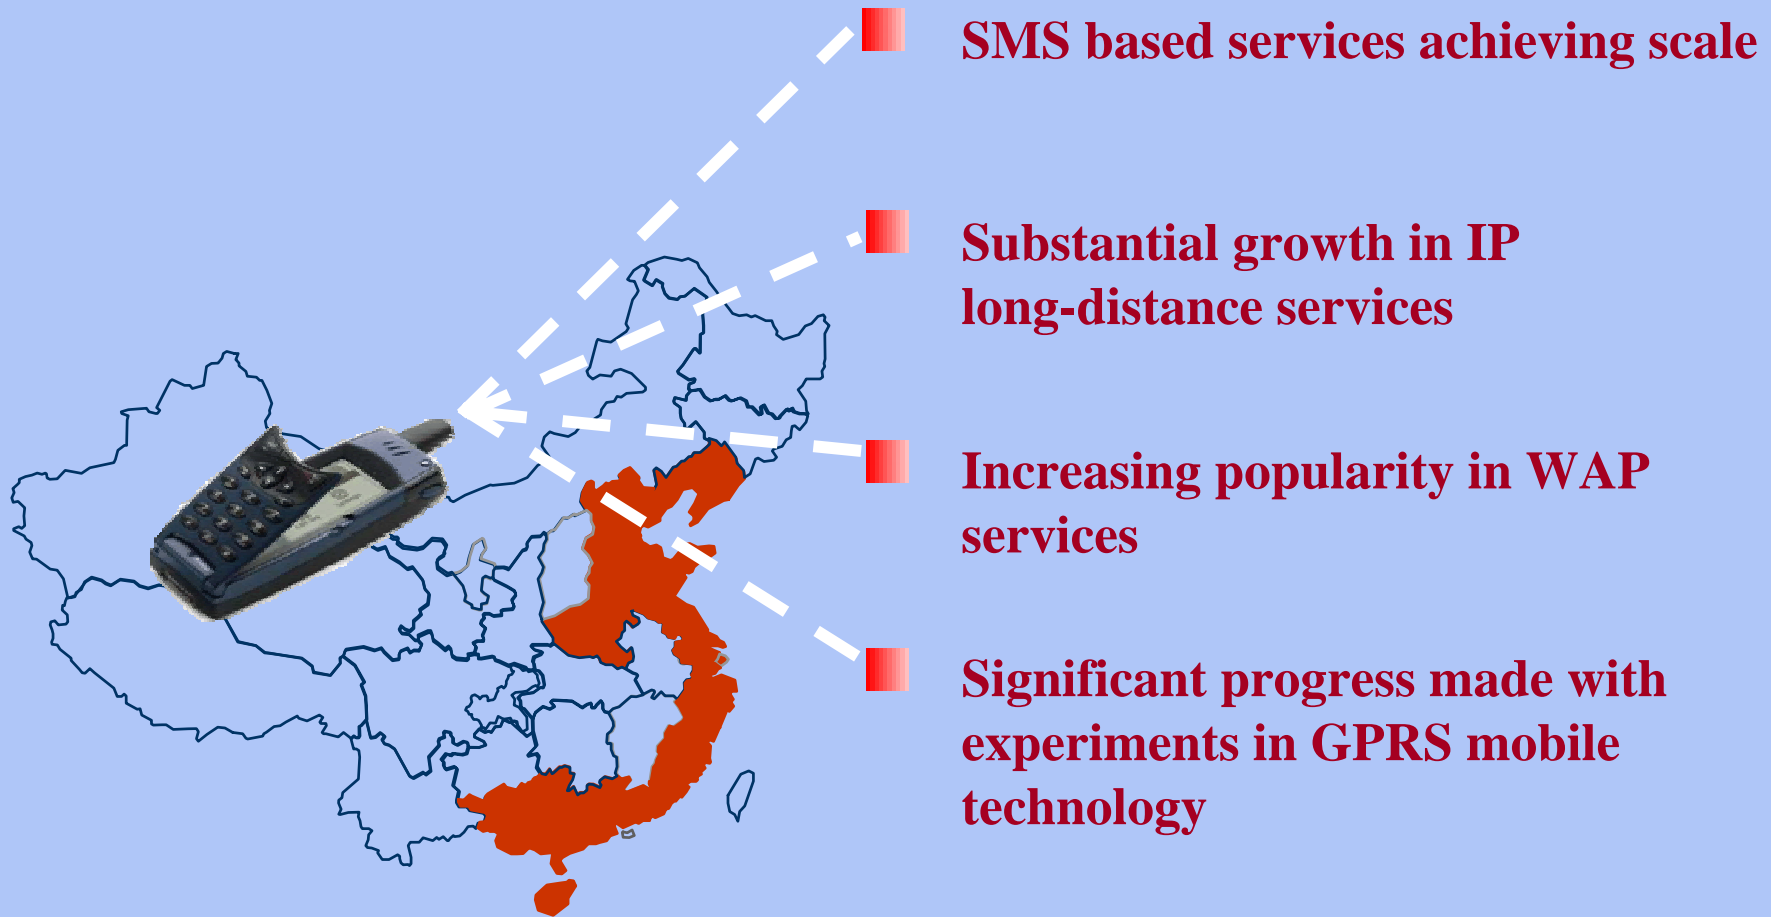 SMS based services achieving scale
Substantial growth in IP
long-distance services
Increasing popularity in WAP
services
Significant progress made with
experiments in GPRS mobile
technology